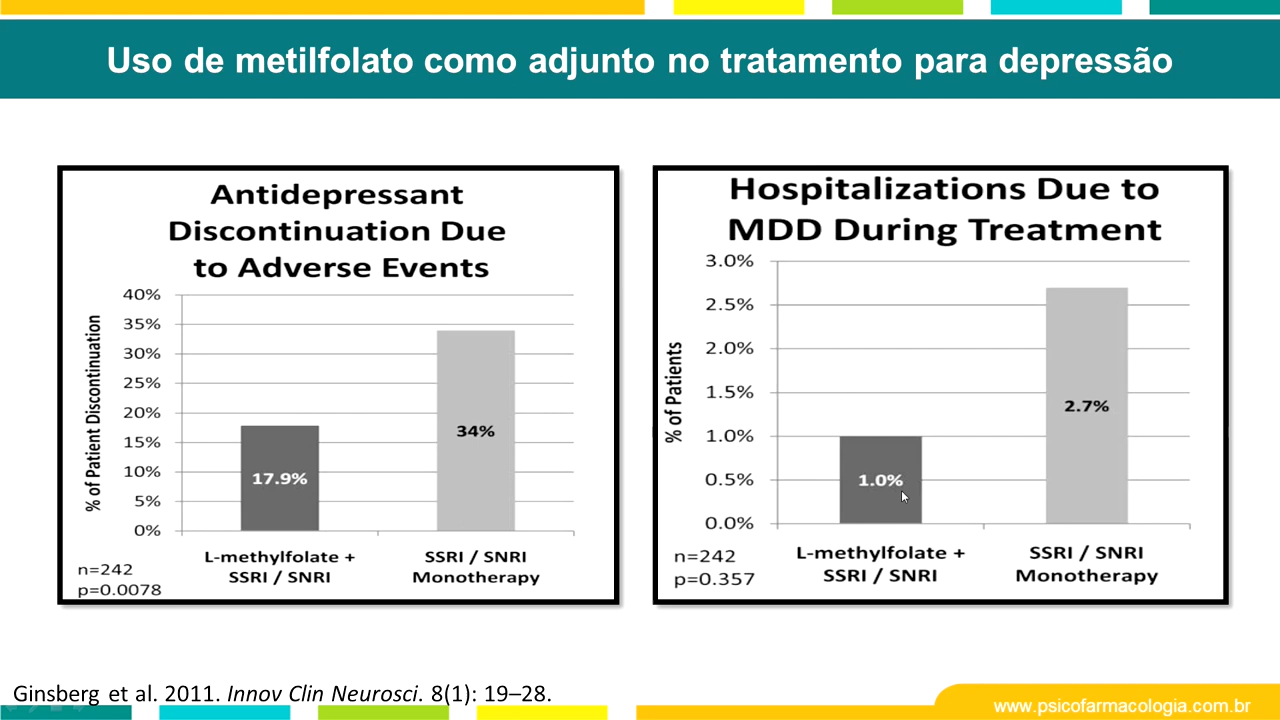 Uso de metilfolato como adjunto no tratamento para depressão
Antidepressant
Discontinuation Due
to Adverse Events
% of Patient Discontinuation
40%
35%
30%
25%
20%
15%
10%
5%
0%
17.9%
34%
L-methylfolate +
SSRI / SNRI
SSRI / SNRI
Monotherapy
n=242
p=0.0078
Hospitalizations Due to
MDD During Treatment
% of Patients
3.0%
2.5%
2.0%
1.5%
1.0%
0.5%
0.0%
1.0%
2.7%
L-methylfolate +
SSRI / SNRI
SSRI / SNRI
Monotherapy
n=242
p=0.357
Ginsberg et al. 2011. Innov Clin Neurosci. 8(1): 19–28.
www.psicofarmacologia.com.br